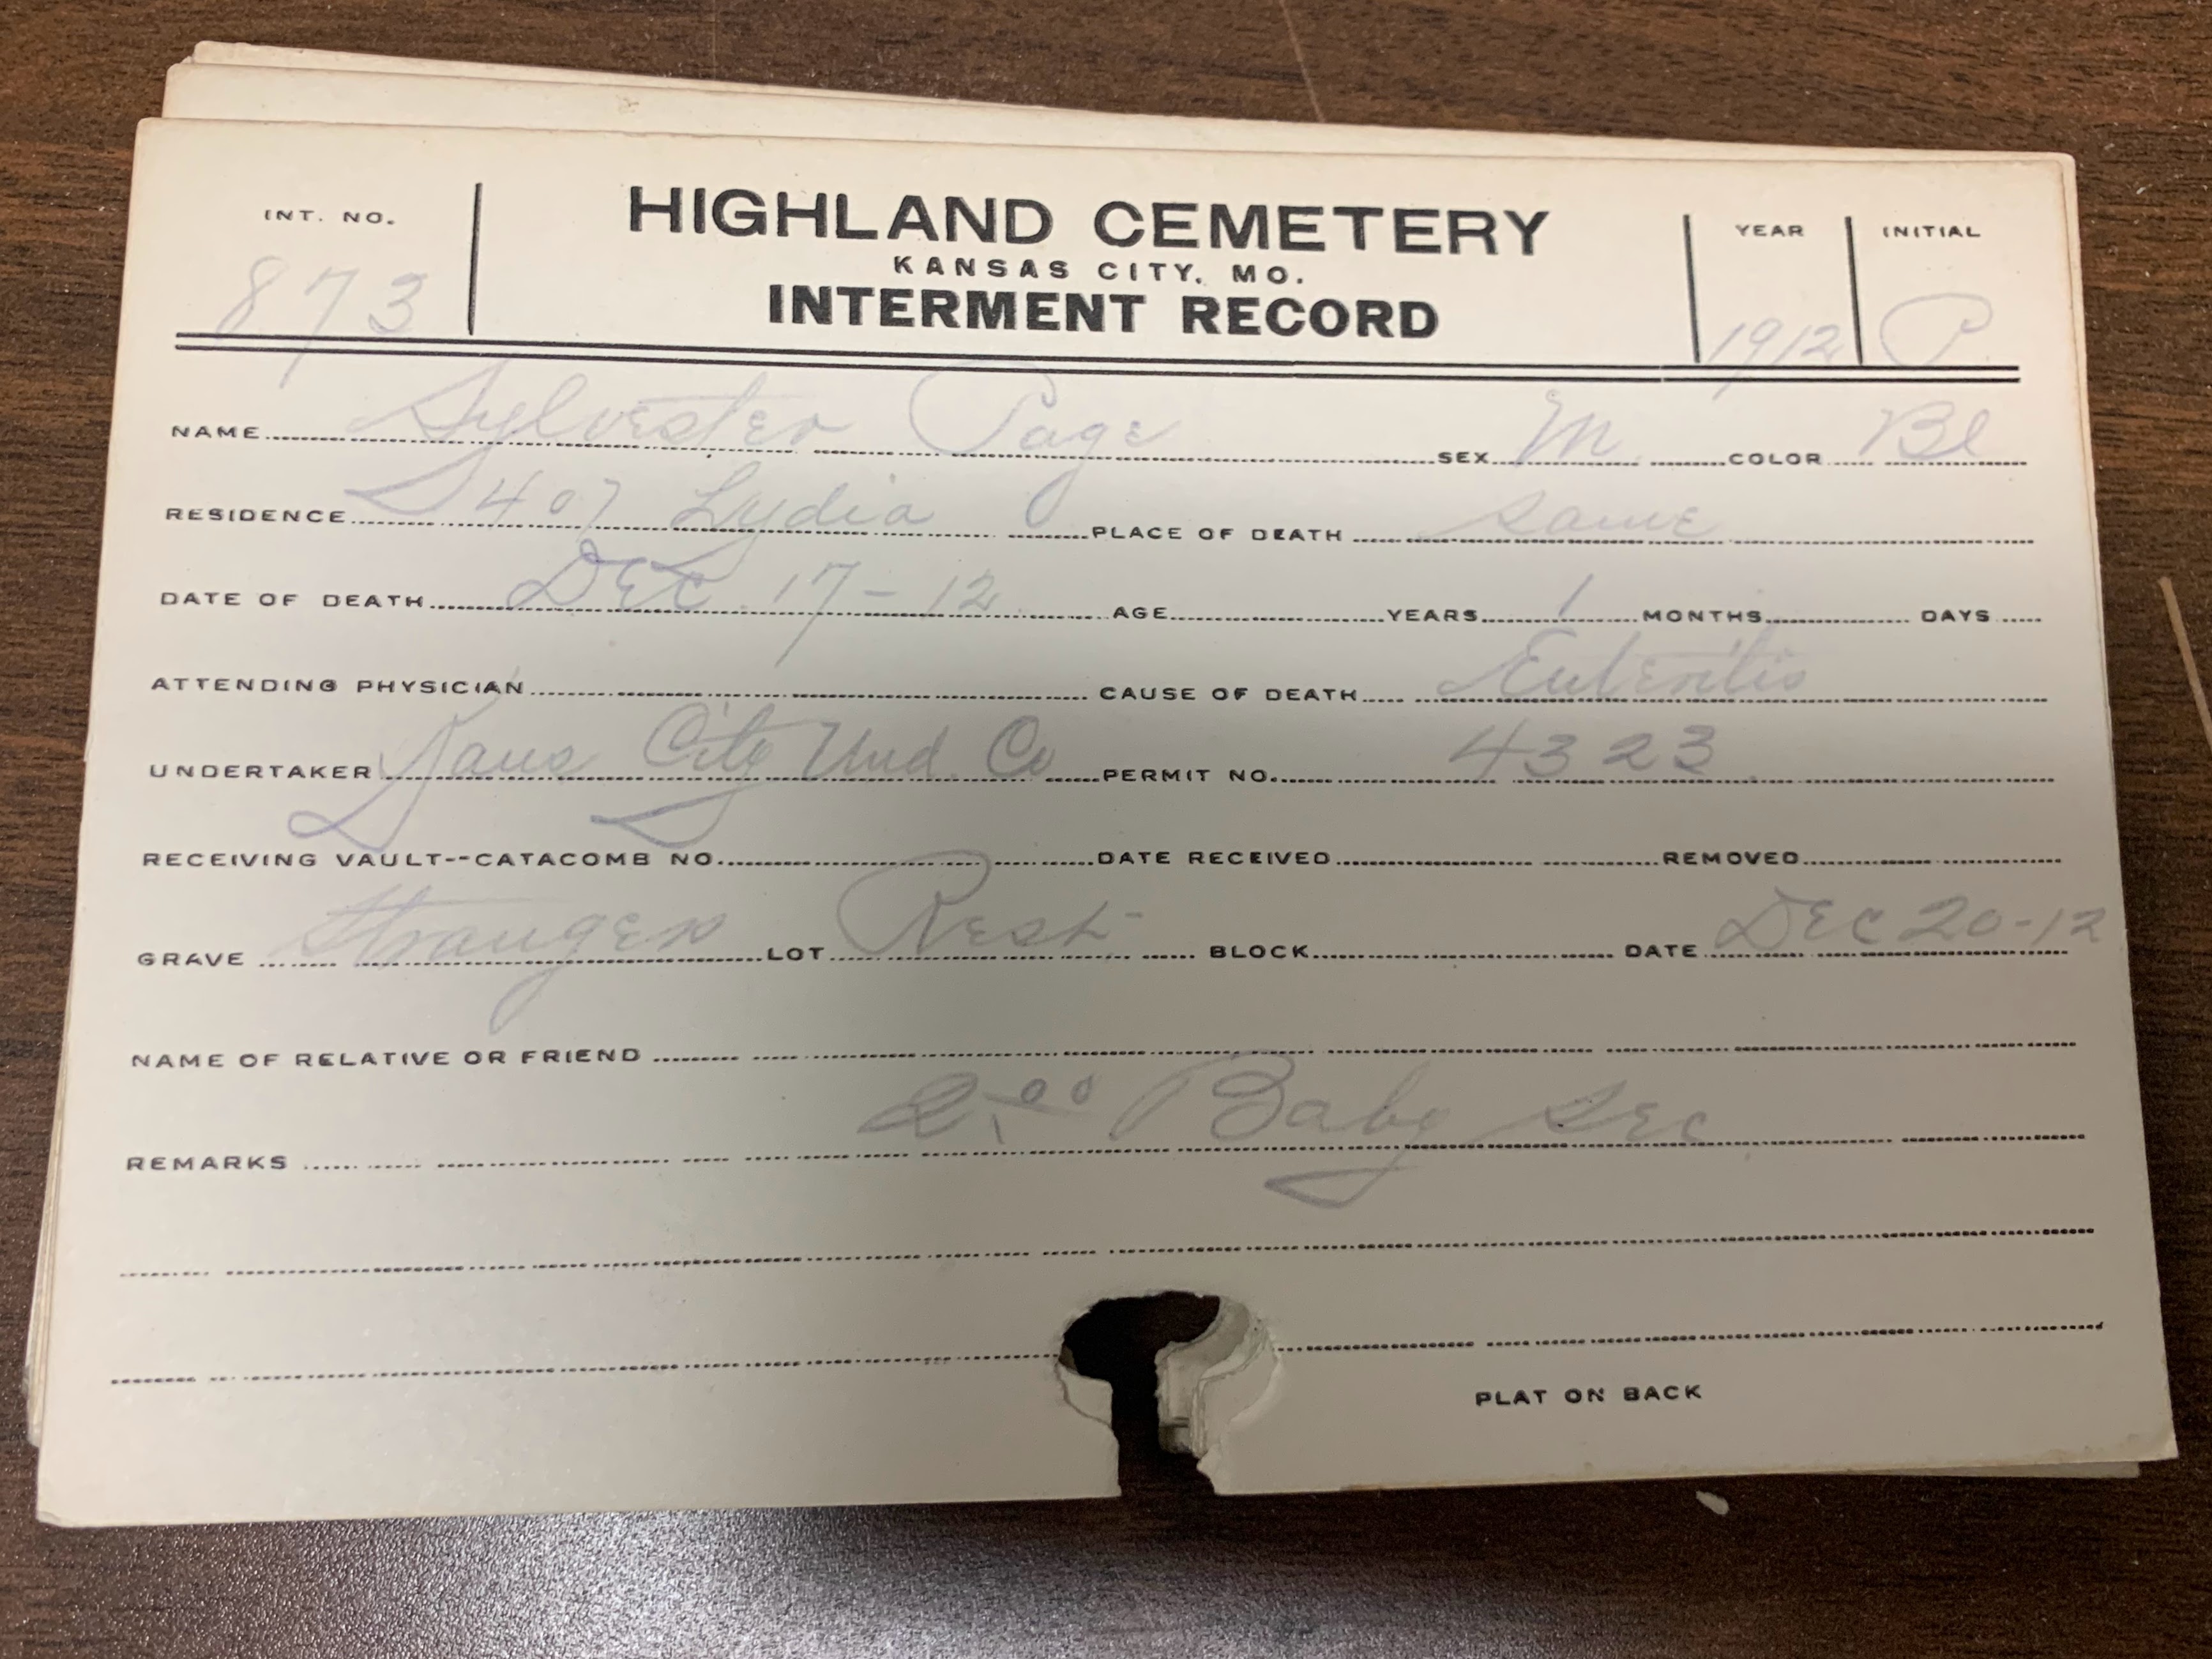 INT. NO. HIGHLAND CEMETERY YEAR INITIAL
KANSAS CITY, MO.
873 INTERMENT RECORD 1912 P.
NAME Sylvester Page SEX M COLOR Bl
RESIDENCE 407 Lydia PLACE OF DEATH same
DATE OF DEATH Dec. 17-12 AGE YEARS 1 MONTHS DAYS
ATTENDING PHYSICIAN CAUSE OF DEATH Enteritis
UNDERTAKER Kans City Und. Co PERMIT NO. 4323
RECEIVING VAULT--CATACOMB NO. DATE RECEIVED REMOVED
GRAVE Strangers LOT Rest BLOCK DATE Dec 20-12
NAME OF RELATIVE OR FRIEND
REMARKS 2.00 Baby Sec
PLAT ON BACK